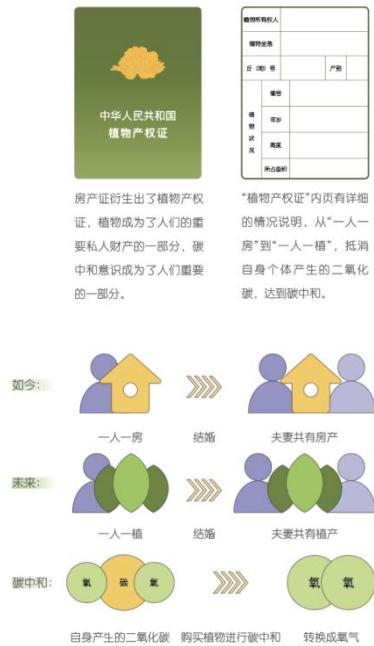 中华人民共和国
植物产权证
植物所有权人
植物坐落
丘(地)号
产别
植物状况
年龄
高度
所占面积
房产证衍生出了植物产权
证，植物成为了人们的重
要私人财产的一部分，碳
中和意识成为了人们重要
的一部分。
“植物产权证”内页有详细
的情况说明，从“一人一
房”到“一人一植”，抵消
自身个体产生的二氧化
碳，达到碳中和。
如今：
一人一房
结婚
夫妻共有房产
未来：
一人一植
结婚
夫妻共有植产
碳中和：
氧 碳 氧
氧 氧
自身产生的二氧化碳
购买植物进行碳中和
转换成氧气